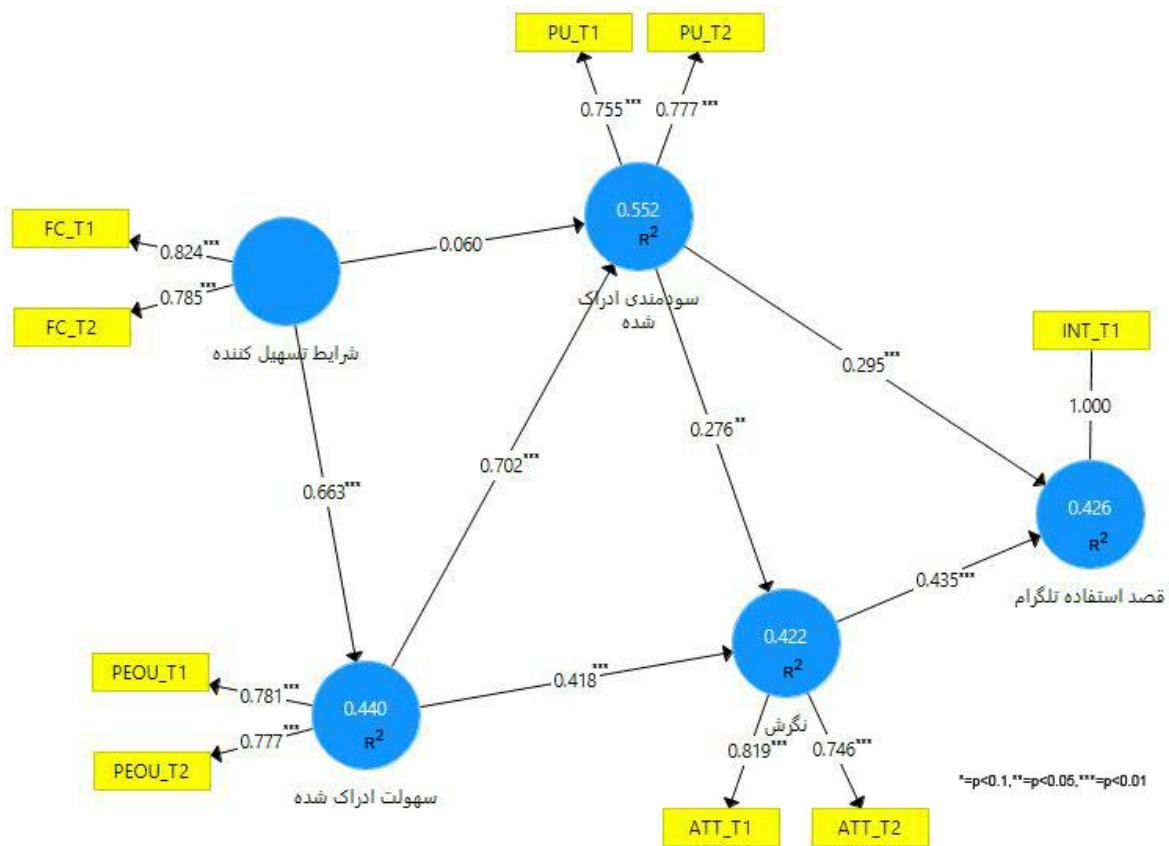 PU_T1
PU_T2
0.755***
0.777***
0.552
R²
سودمندی ادراک
شده
FC_T1
0.824***
FC_T2
0.785***
شرایط تسهیل کننده
0.060
INT_T1
1.000
0.295***
0.276**
0.702***
0.663***
0.426
R²
قصد استفاده تلگرام
0.435***
0.422
R²
نگرش
0.418***
PEOU_T1
0.781***
PEOU_T2
0.777***
0.440
R²
سهولت ادراک شده
0.819***
0.746***
ATT_T1
ATT_T2
*=p<0.1,**=p<0.05,***=p<0.01